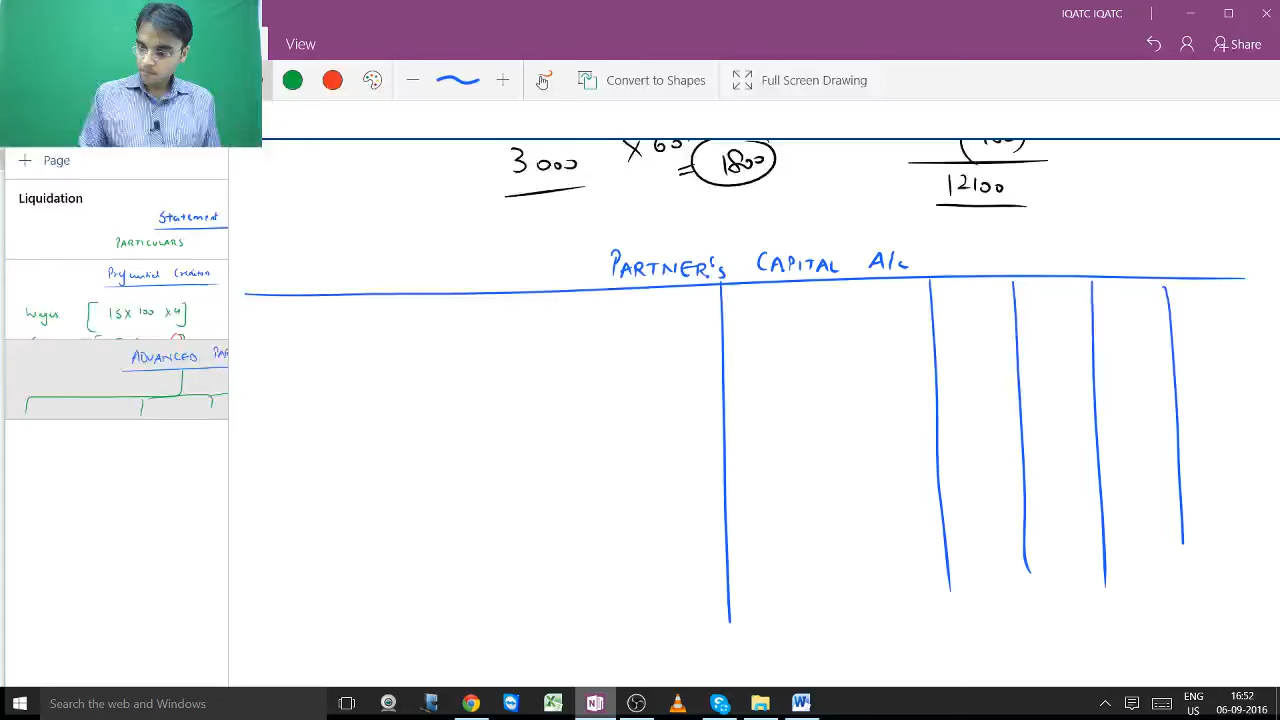 IQATC IQATC
View
Share
Convert to Shapes
Full Screen Drawing
+ Page
Liquidation
Statement
PARTICULARS
Preferential Creditors
Wages [15 x 100 x 4]
ADVANCED
3000
= 1800
12100
PARTNER's CAPITAL A/c
Search the web and Windows
ENG
US
16:52
06-09-2016